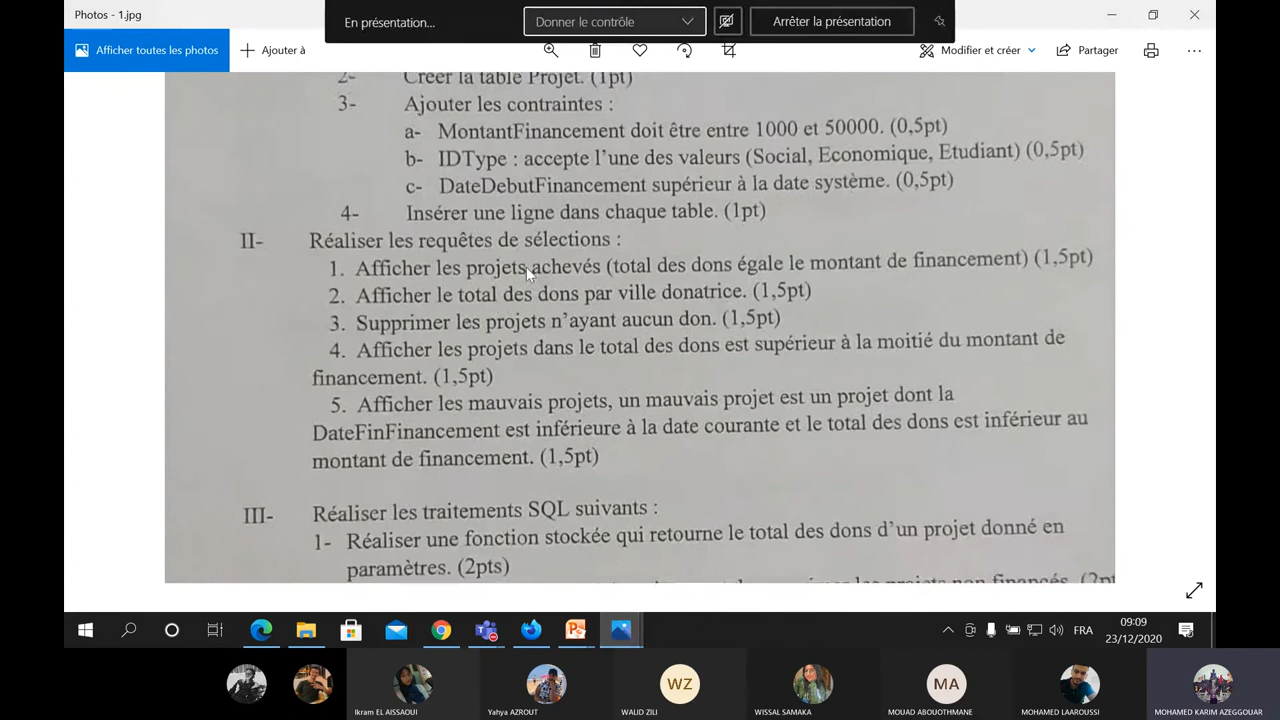 Photos - 1.jpg
En présentation...
Donner le contrôle
Arrêter la présentation
Afficher toutes les photos
Ajouter à
Modifier et créer
Partager
2- Créer la table Projet. (1pt)
3- Ajouter les contraintes :
a- MontantFinancement doit être entre 1000 et 50000. (0,5pt)
b- IDType : accepte l'une des valeurs (Social, Economique, Etudiant) (0,5pt)
c- DateDebutFinancement supérieur à la date système. (0,5pt)
4- Insérer une ligne dans chaque table. (1pt)
II- Réaliser les requêtes de sélections :
1. Afficher les projets achevés (total des dons égale le montant de financement) (1,5pt)
2. Afficher le total des dons par ville donatrice. (1,5pt)
3. Supprimer les projets n'ayant aucun don. (1,5pt)
4. Afficher les projets dans le total des dons est supérieur à la moitié du montant de
financement. (1,5pt)
5. Afficher les mauvais projets, un mauvais projet est un projet dont la
DateFinFinancement est inférieure à la date courante et le total des dons est inférieur au
montant de financement. (1,5pt)
III- Réaliser les traitements SQL suivants :
1- Réaliser une fonction stockée qui retourne le total des dons d'un projet donné en
paramètres. (2pts)
les projets non financés. (2pt
FRA
09:09
23/12/2020
WZ
MA
Ikram EL AISSAOUI
Yahya AZROUT
WALID ZILI
WISSAL SAMAKA
MOUAD ABOUOTHMANE
MOHAMED LAAROUSSI
MOHAMED KARIM AZEGGOUAR